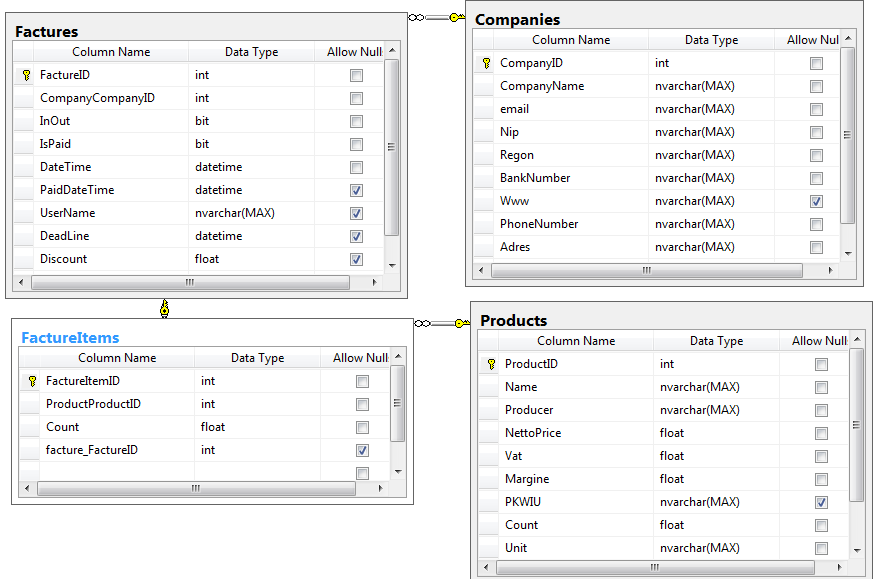 Factures
Column Name Data Type Allow Null
FactureID int
CompanyCompanyID int
InOut bit
IsPaid bit
DateTime datetime
PaidDateTime datetime
UserName nvarchar(MAX)
DeadLine datetime
Discount float
Companies
Column Name Data Type Allow Nul
CompanyID int
CompanyName nvarchar(MAX)
email nvarchar(MAX)
Nip nvarchar(MAX)
Regon nvarchar(MAX)
BankNumber nvarchar(MAX)
Www nvarchar(MAX)
PhoneNumber nvarchar(MAX)
Adres nvarchar(MAX)
FactureItems
Column Name Data Type Allow Null
FactureItemID int
ProductProductID int
Count float
facture_FactureID int
Products
Column Name Data Type Allow Null
ProductID int
Name nvarchar(MAX)
Producer nvarchar(MAX)
NettoPrice float
Vat float
Margine float
PKWIU nvarchar(MAX)
Count float
Unit nvarchar(MAX)